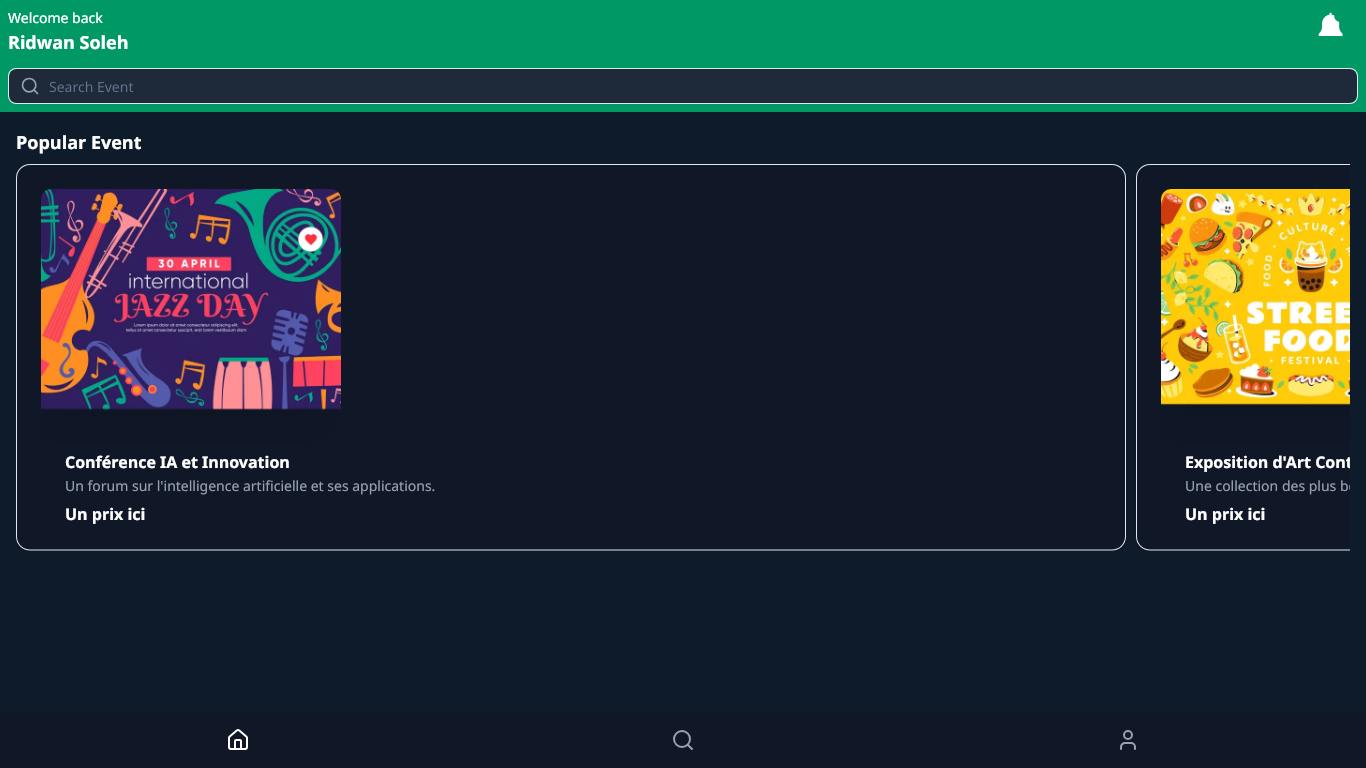 Welcome back
Ridwan Soleh
Search Event
Popular Event
30 APRIL
international
JAZZ DAY
Conférence IA et Innovation
Un forum sur l'intelligence artificielle et ses applications.
Un prix ici
FOOD CULTURE
STREE
FOOD
FESTIVAL
Exposition d'Art Cont
Une collection des plus b
Un prix ici